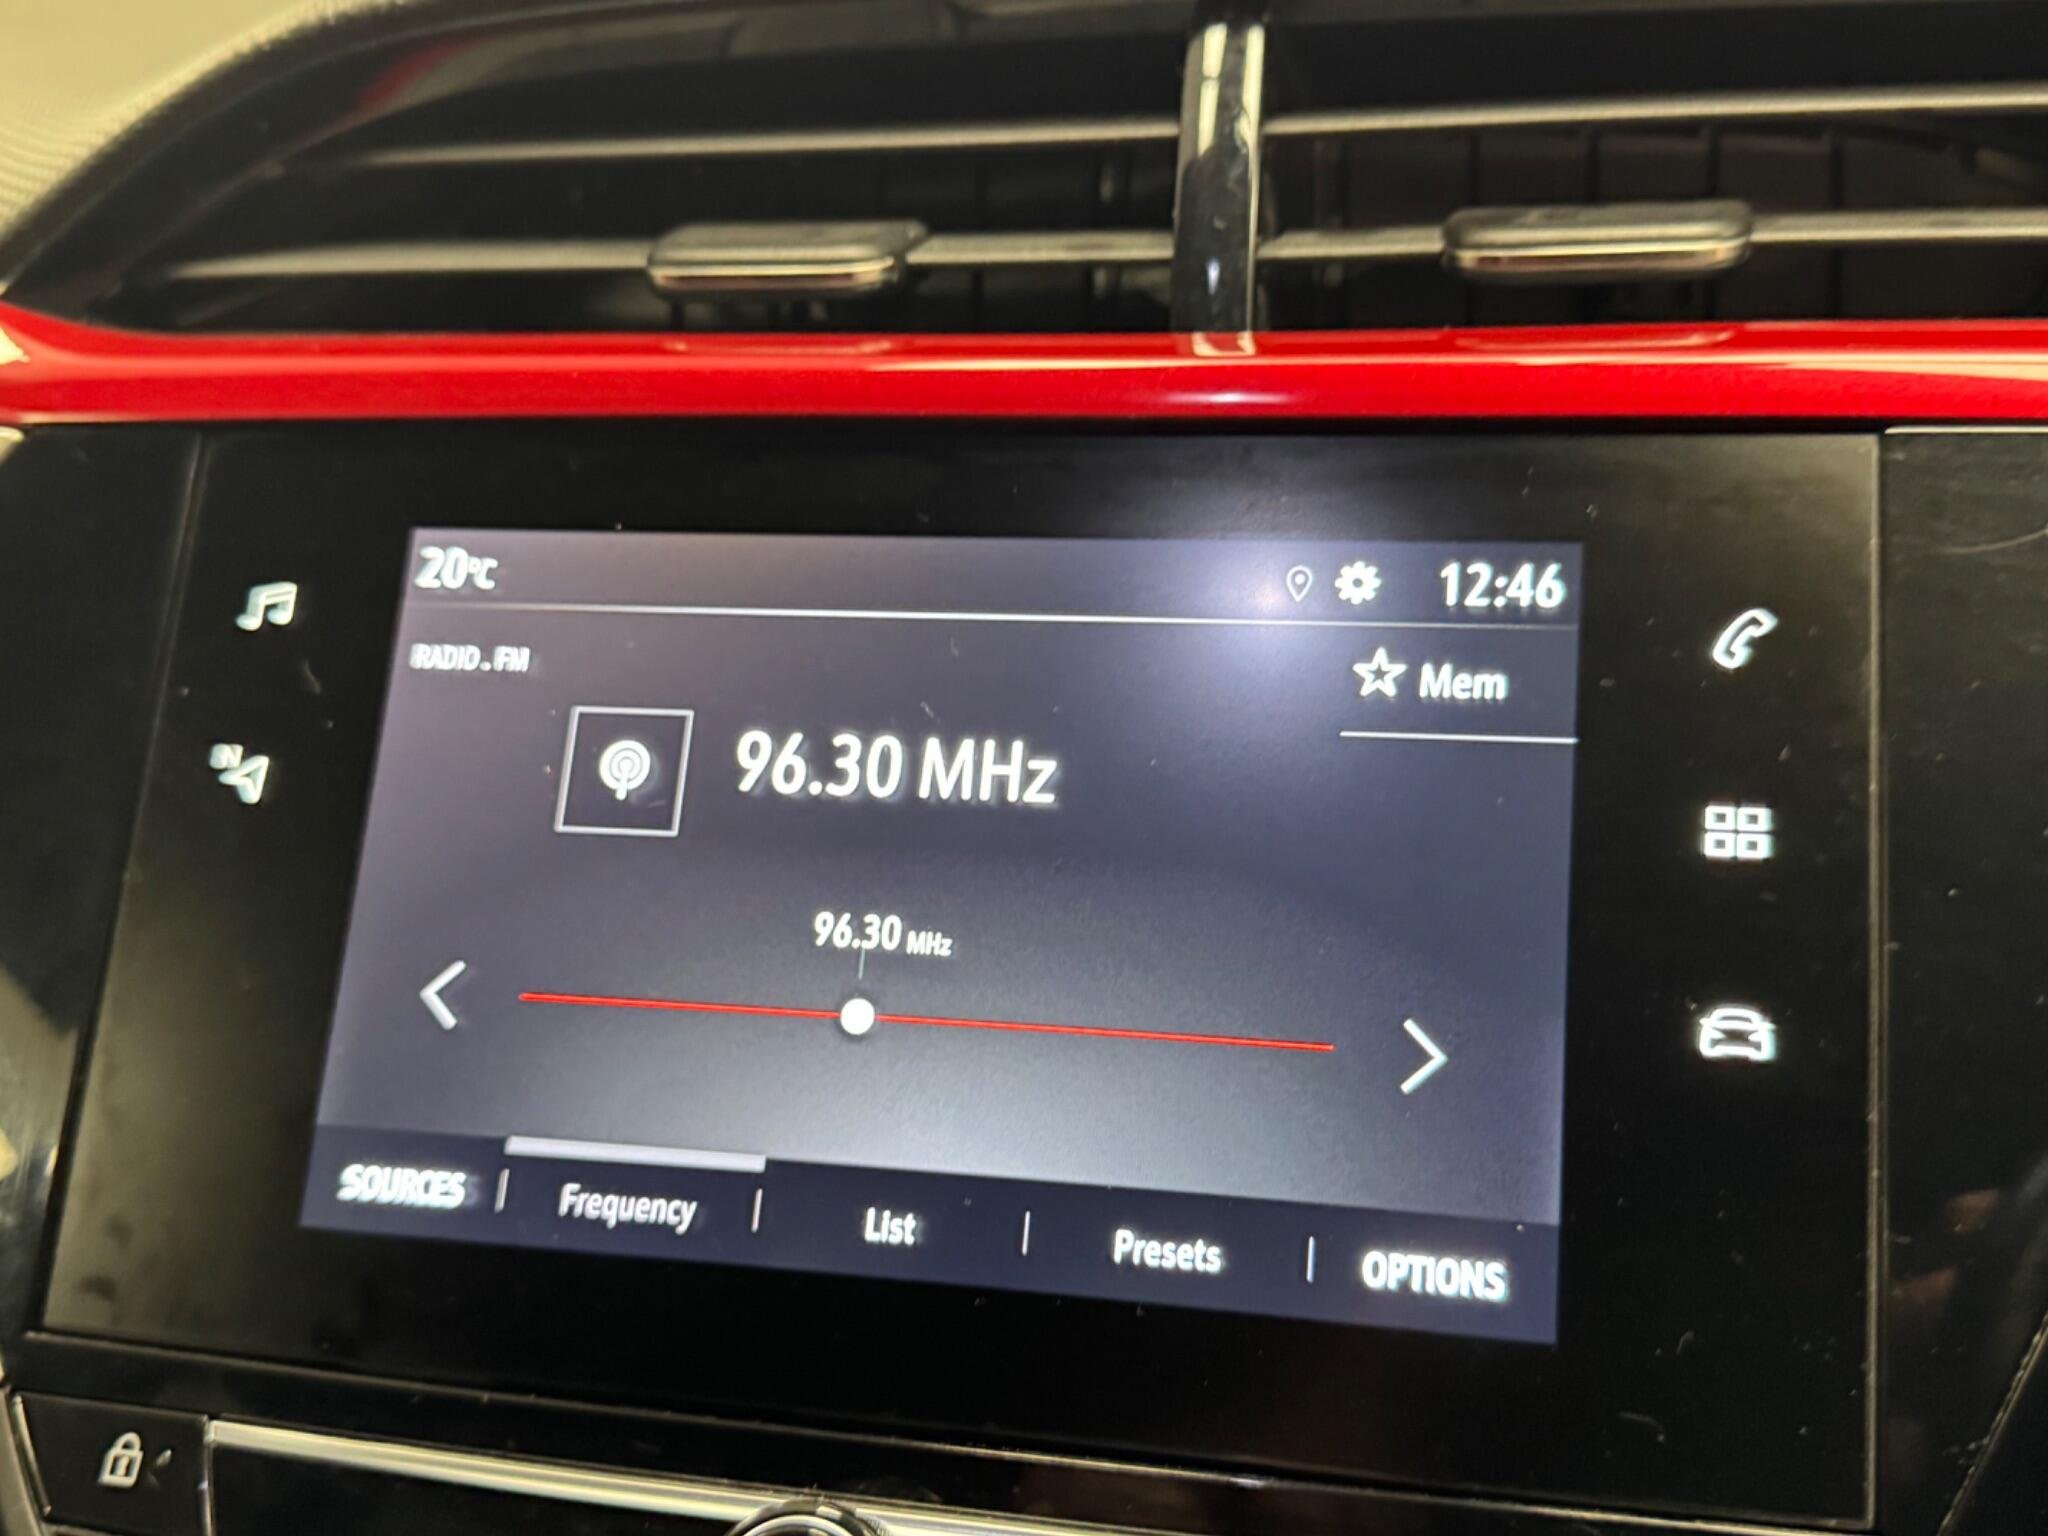 20°C 12:46
RADIO . FM
Mem
96.30 MHz
96.30 MHz
SOURCES | Frequency | List | Presets | OPTIONS